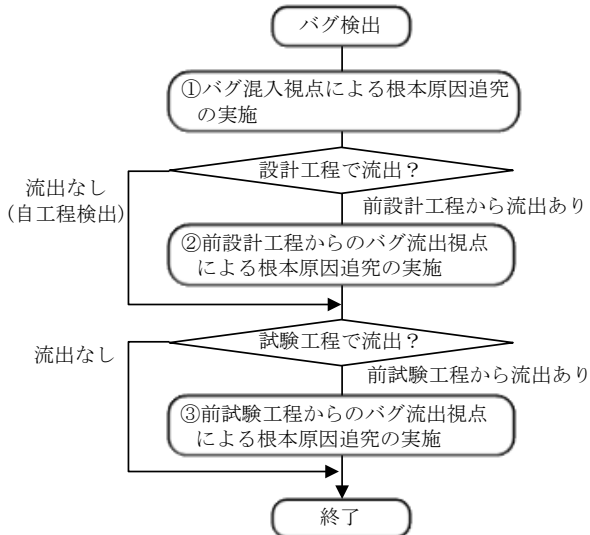 バグ検出
①バグ混入視点による根本原因追究
の実施
設計工程で流出？
流出なし
(自工程検出)
前設計工程から流出あり
②前設計工程からのバグ流出視点
による根本原因追究の実施
試験工程で流出？
流出なし
前試験工程から流出あり
③前試験工程からのバグ流出視点
による根本原因追究の実施
終了